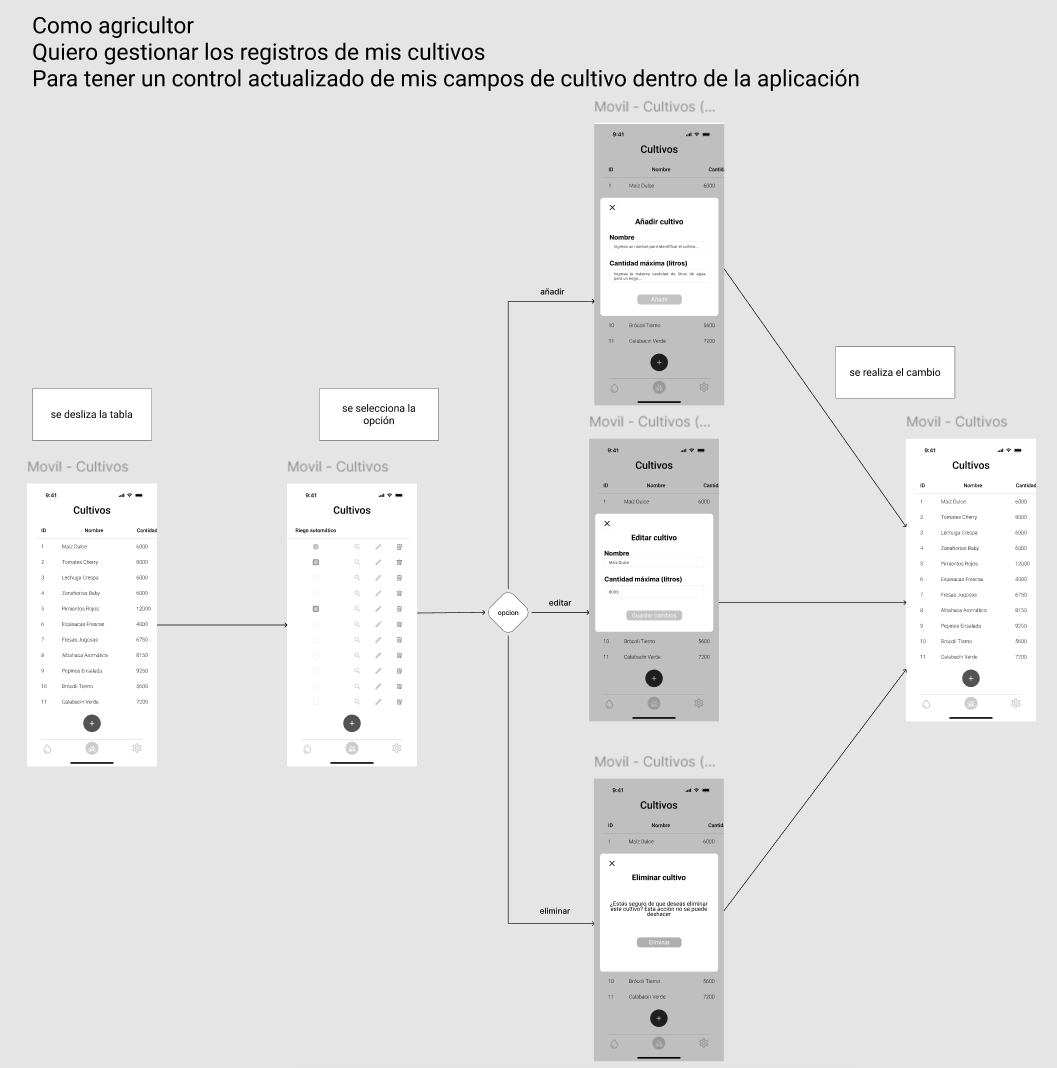 Como agricultor
Quiero gestionar los registros de mis cultivos
Para tener un control actualizado de mis campos de cultivo dentro de la aplicación
Movil - Cultivos (...
9:41
Cultivos
ID Nombre Cantid
1 Maíz Dulce 6000
Añadir cultivo
Nombre
Ingrese un nombre para identificar el cultivo...
Cantidad máxima (litros)
Ingrese la máxima cantidad de litros de agua
para un riego...
Añadir
10 Brócoli Tierno 5600
11 Calabacín Verde 7200
+
añadir
se realiza el cambio
se desliza la tabla
se selecciona la
opción
Movil - Cultivos
9:41
Cultivos
ID Nombre Cantidad
1 Maíz Dulce 6000
2 Tomates Cherry 8000
3 Lechuga Crespa 6000
4 Zanahorias Baby 6000
5 Pimientos Rojos 12000
6 Espinacas Frescas 4000
7 Fresas Jugosas 6750
8 Albahaca Aromática 8150
9 Pepinos Ensalada 9250
10 Brócoli Tierno 5600
11 Calabacín Verde 7200
+
Movil - Cultivos
9:41
Cultivos
Riego automático
+
opcion
editar
Movil - Cultivos (...
9:41
Cultivos
ID Nombre Cantid
1 Maíz Dulce 6000
Editar cultivo
Nombre
Maíz Dulce
Cantidad máxima (litros)
Guardar cambios
10 Brócoli Tierno 5600
11 Calabacín Verde 7200
+
Movil - Cultivos
9:41
Cultivos
ID Nombre Cantidad
1 Maíz Dulce 6000
2 Tomates Cherry 8000
3 Lechuga Crespa 6000
4 Zanahorias Baby 6000
5 Pimientos Rojos 12000
6 Espinacas Frescas 4000
7 Fresas Jugosas 6750
8 Albahaca Aromática 8150
9 Pepinos Ensalada 9250
10 Brócoli Tierno 5600
11 Calabacín Verde 7200
+
eliminar
Movil - Cultivos (...
9:41
Cultivos
ID Nombre Cantid
1 Maíz Dulce 6000
Eliminar cultivo
¿Estás seguro de que deseas eliminar
este cultivo? Esta acción no se puede
deshacer
Eliminar
10 Brócoli Tierno 5600
11 Calabacín Verde 7200
+